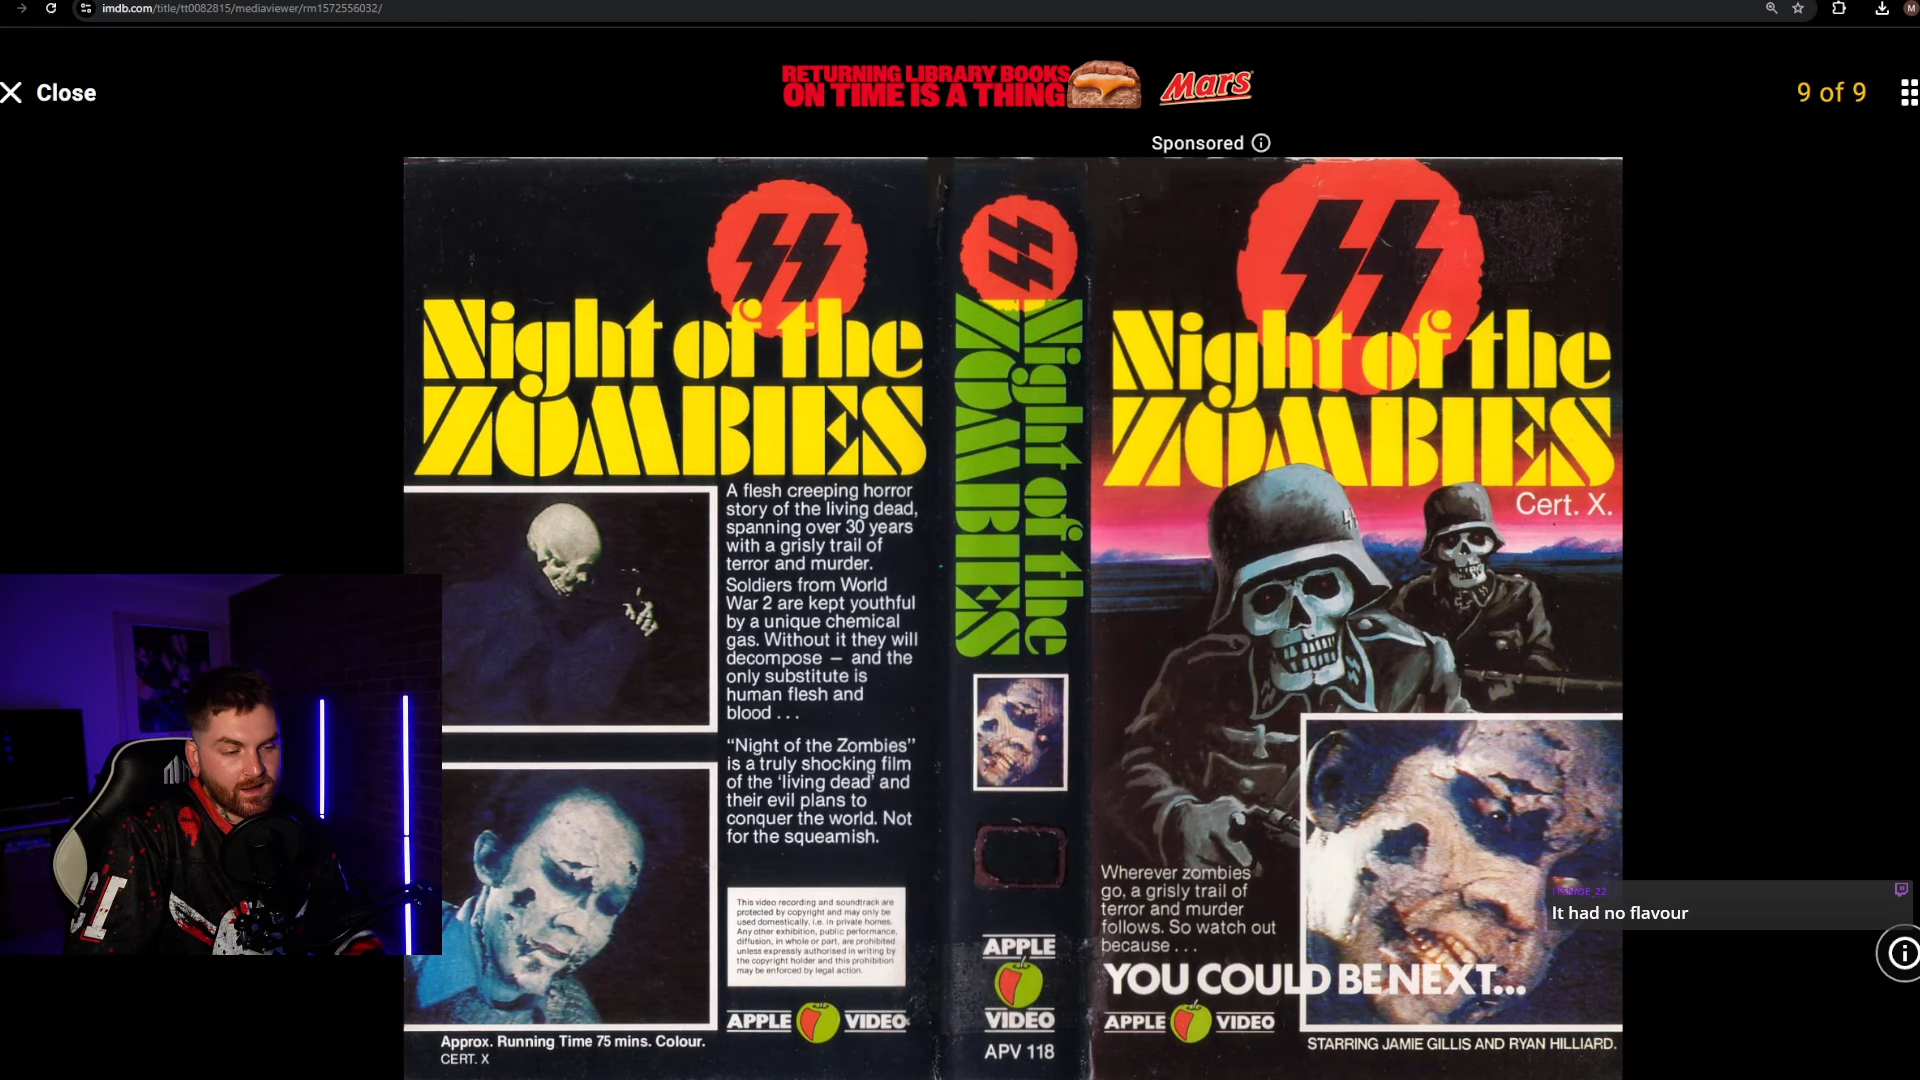 imdb.com/title/tt0082815/mediaviewer/rm1572556032/
M
Close
RETURNING LIBRARY BOOKS
ON TIME IS A THING
Mars
9 of 9
Sponsored
Night of the
ZOMBIES
A flesh creeping horror
story of the living dead,
spanning over 30 years
with a grisly trail of
terror and murder.
Soldiers from World
War 2 are kept youthful
by a unique chemical
gas. Without it they will
decompose – and the
only substitute is
human flesh and
blood . . .
“Night of the Zombies”
is a truly shocking film
of the ‘living dead’ and
their evil plans to
conquer the world. Not
for the squeamish.
This video recording and soundtrack are
protected by copyright and may only be
used domestically, i.e. in private homes.
Any other exhibition, public performance,
diffusion, in whole or part, are prohibited
unless expressly authorised in writing by
the copyright holder and this prohibition
may be enforced by legal action.
APPLE VIDEO
Approx. Running Time 75 mins. Colour.
CERT. X
Night of the
ZOMBIES
APPLE
VIDEO
APV 118
Night of the
ZOMBIES
Cert. X.
Wherever zombies
go, a grisly trail of
terror and murder
follows. So watch out
because . . .
YOU COULD BE NEXT...
APPLE VIDEO
STARRING JAMIE GILLIS AND RYAN HILLIARD.
It had no flavour